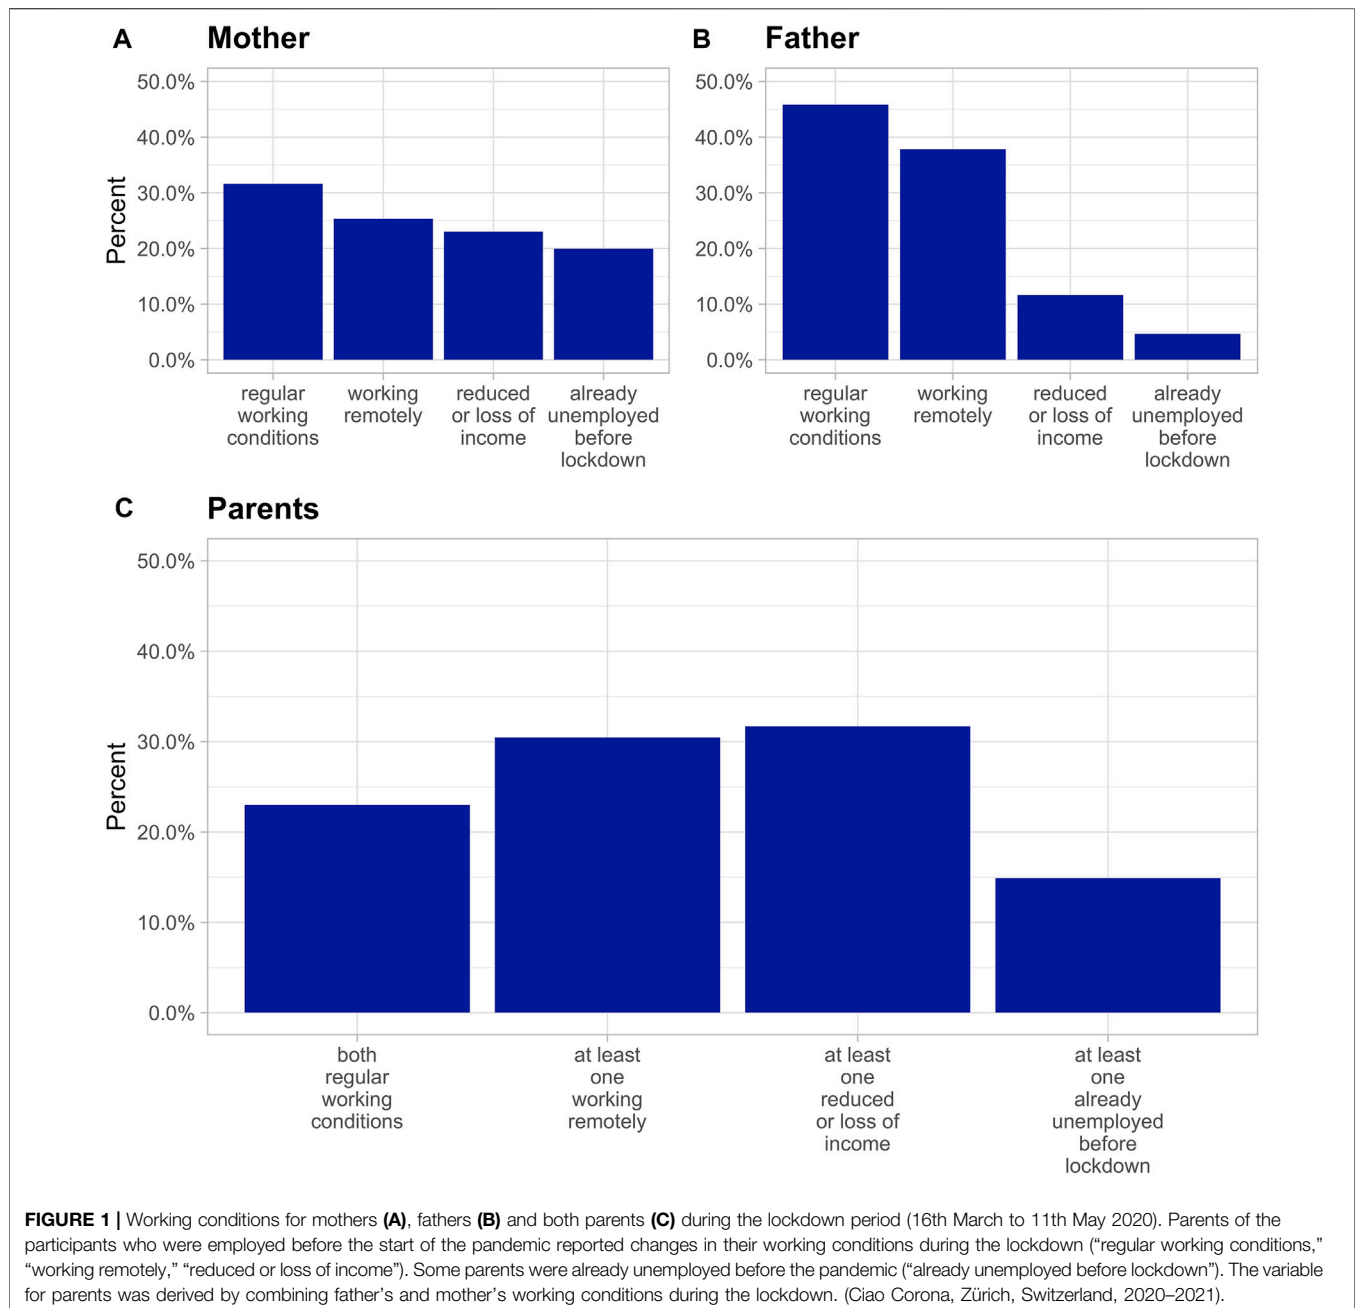 A Mother
Percent
50.0%
40.0%
30.0%
20.0%
10.0%
0.0%
regular
working
conditions
working
remotely
reduced
or loss of
income
already
unemployed
before
lockdown
B Father
50.0%
40.0%
30.0%
20.0%
10.0%
0.0%
regular
working
conditions
working
remotely
reduced
or loss of
income
already
unemployed
before
lockdown
C Parents
Percent
50.0%
40.0%
30.0%
20.0%
10.0%
0.0%
both
regular
working
conditions
at least
one
working
remotely
at least
one
reduced
or loss of
income
at least
one
already
unemployed
before
lockdown
FIGURE 1 | Working conditions for mothers (A), fathers (B) and both parents (C) during the lockdown period (16th March to 11th May 2020). Parents of the
participants who were employed before the start of the pandemic reported changes in their working conditions during the lockdown (“regular working conditions,”
“working remotely,” “reduced or loss of income”). Some parents were already unemployed before the pandemic (“already unemployed before lockdown”). The variable
for parents was derived by combining father’s and mother’s working conditions during the lockdown. (Ciao Corona, Zürich, Switzerland, 2020–2021).